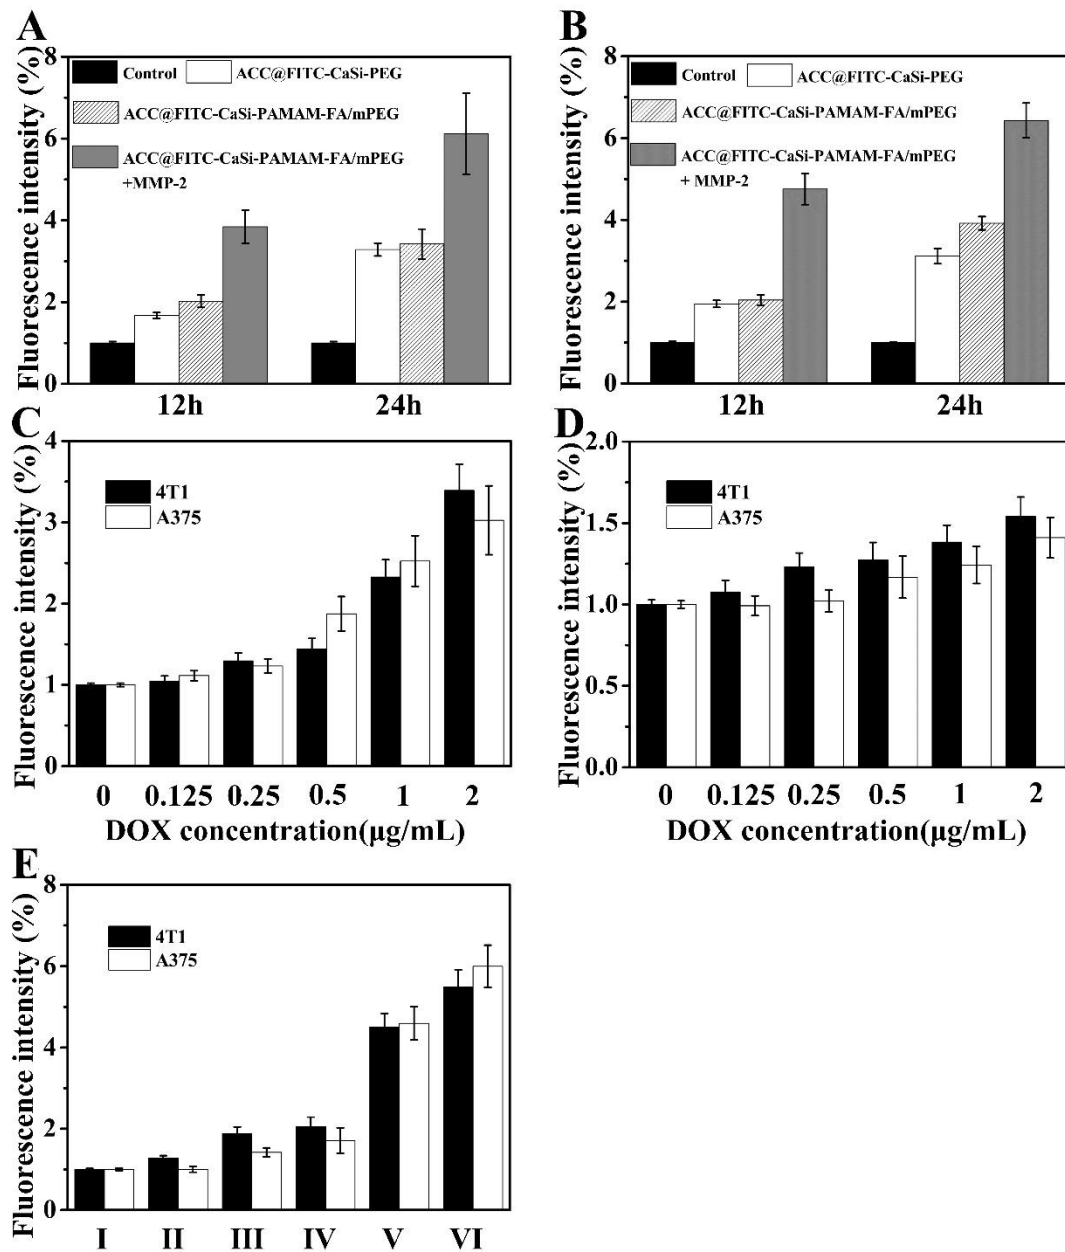 A
Fluorescence intensity (%)
8
6
4
2
0
Control
ACC@FITC-CaSi-PEG
ACC@FITC-CaSi-PAMAM-FA/mPEG
ACC@FITC-CaSi-PAMAM-FA/mPEG
+MMP-2
12h
24h
B
Fluorescence intensity (%)
8
6
4
2
0
Control
ACC@FITC-CaSi-PEG
ACC@FITC-CaSi-PAMAM-FA/mPEG
ACC@FITC-CaSi-PAMAM-FA/mPEG
+ MMP-2
12h
24h
C
Fluorescence intensity (%)
4
3
2
1
0
4T1
A375
0 0.125 0.25 0.5 1 2
DOX concentration(μg/mL)
D
Fluorescence intensity (%)
2.0
1.5
1.0
0.5
0.0
4T1
A375
0 0.125 0.25 0.5 1 2
DOX concentration(μg/mL)
E
Fluorescence intensity (%)
8
6
4
2
0
4T1
A375
I II III IV V VI